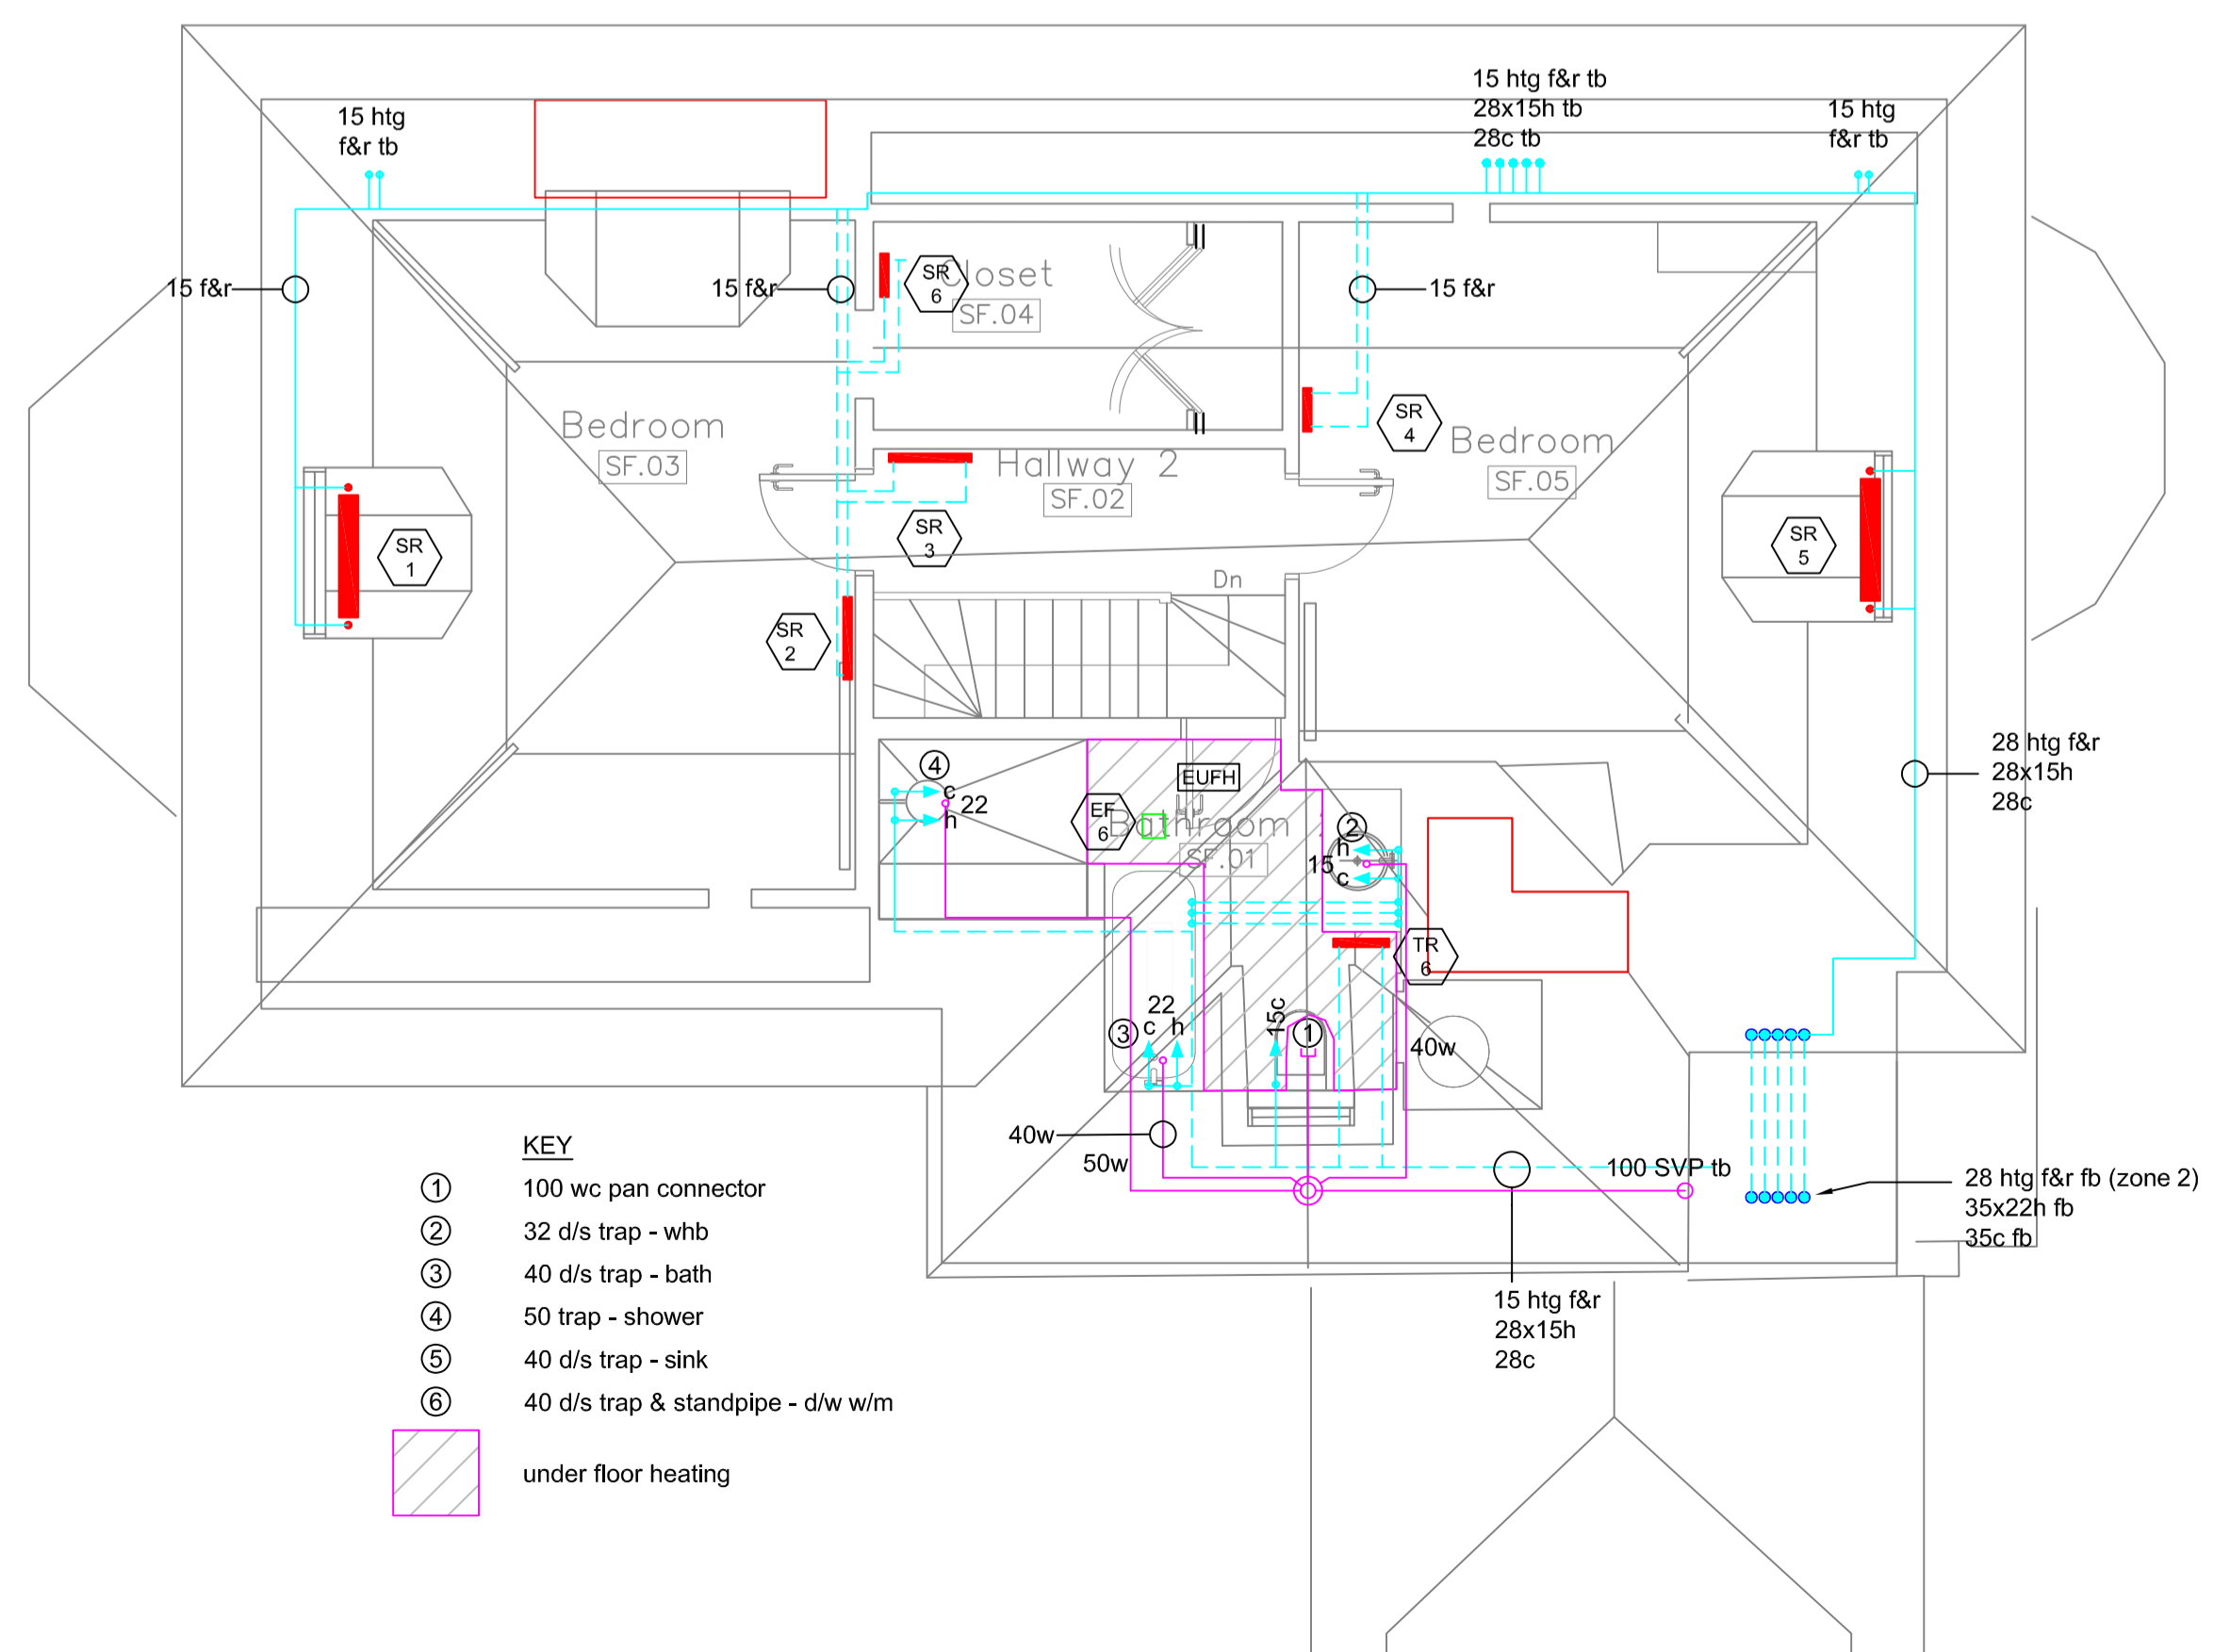 15 htg f&r tb
28x15h tb
28c tb
15 htg
f&r tb
15 htg
f&r tb
15 f&r
15 f&r
SR
6
Closet
SF.04
15 f&r
Bedroom
SF.03
SR
4
Bedroom
SF.05
Hallway 2
SF.02
SR
3
SR
1
SR
5
Dn
SR
2
28 htg f&r
28x15h
28c
4
c
22
h
EUFH
EF
6
Bathroom
SF.01
2
h
15
c
TR
6
22
3
c h
15c
1
40w
40w
50w
100 SVP tb
28 htg f&r fb (zone 2)
35x22h fb
35c fb
15 htg f&r
28x15h
28c
KEY
1 100 wc pan connector
2 32 d/s trap - whb
3 40 d/s trap - bath
4 50 trap - shower
5 40 d/s trap - sink
6 40 d/s trap & standpipe - d/w w/m
under floor heating